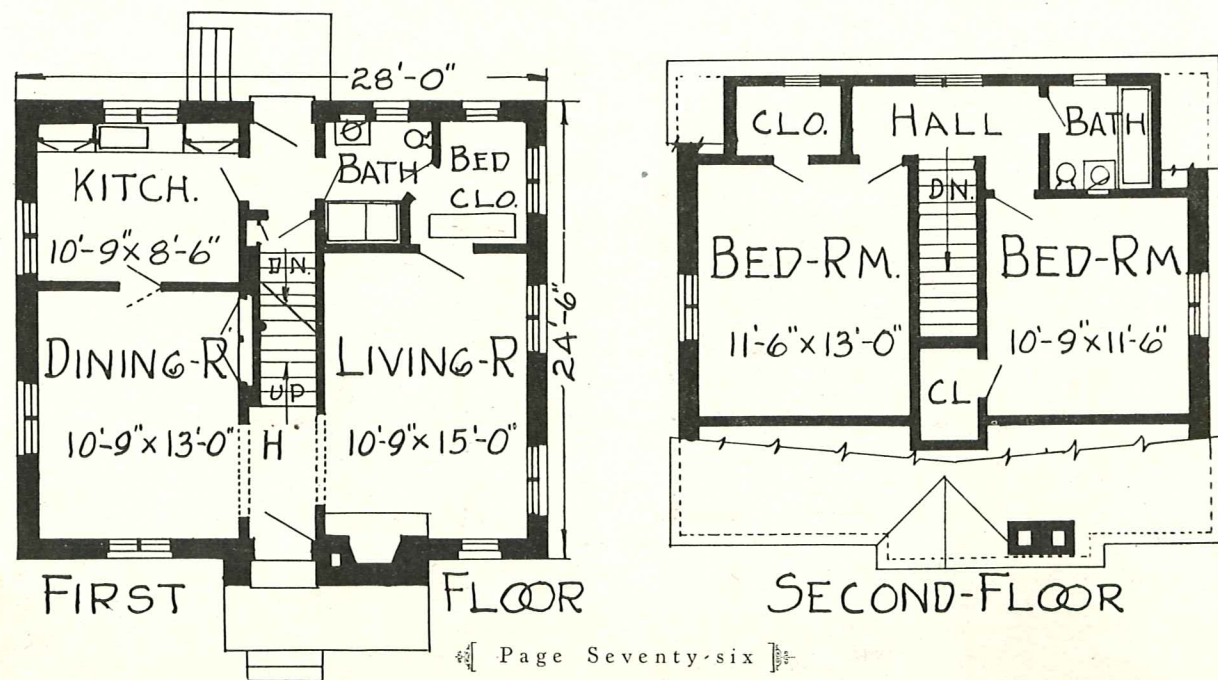 28'-0"
KITCH.
10'-9" x 8'-6"
BATH
BED
CLO.
DN.
DINING-R
10'-9" x 13'-0"
UP
H
LIVING-R
10'-9" x 15'-0"
24'-6"
FIRST FLOOR
CLO.
HALL
BATH
DN.
BED-RM.
11'-6" x 13'-0"
BED-RM
10'-9" x 11'-6"
CL
SECOND-FLOOR
Page Seventy-six